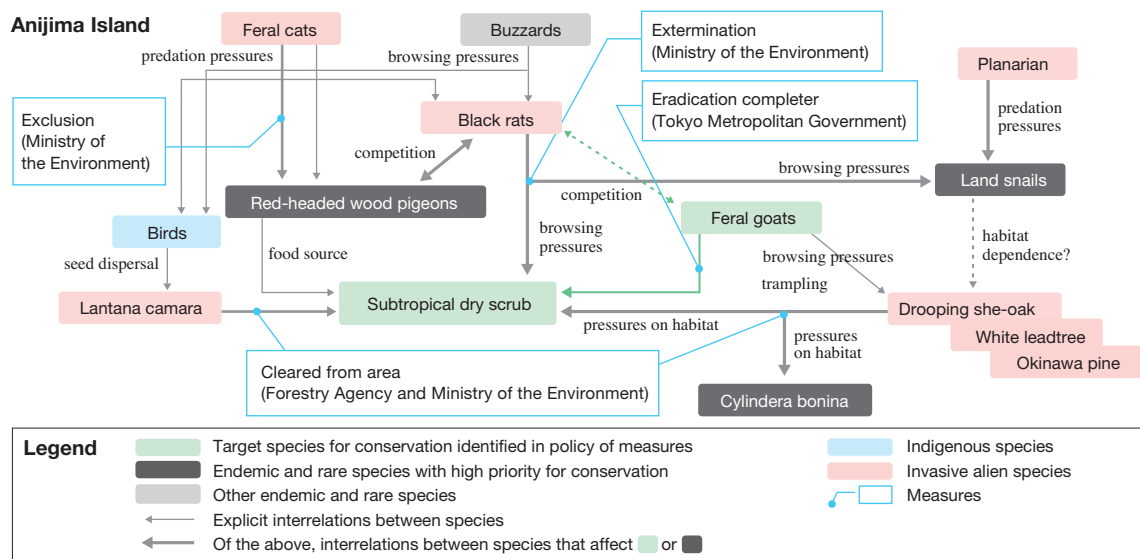 Anijima Island
Feral cats
Buzzards
Extermination
(Ministry of the Environment)
Planarian
predation pressures
browsing pressures
Exclusion
(Ministry of
the Environment)
Black rats
Eradication completer
(Tokyo Metropolitan Government)
predation
pressures
competition
browsing pressures
Land snails
Red-headed wood pigeons
competition
Feral goats
Birds
browsing
pressures
habitat
dependence?
seed dispersal
food source
browsing pressures
trampling
Lantana camara
Subtropical dry scrub
Drooping she-oak
pressures on habitat
White leadtree
pressures
on habitat
Okinawa pine
Cleared from area
(Forestry Agency and Ministry of the Environment)
Cylindera bonina
Legend
Target species for conservation identified in policy of measures
Endemic and rare species with high priority for conservation
Other endemic and rare species
Explicit interrelations between species
Of the above, interrelations between species that affect or
Indigenous species
Invasive alien species
Measures